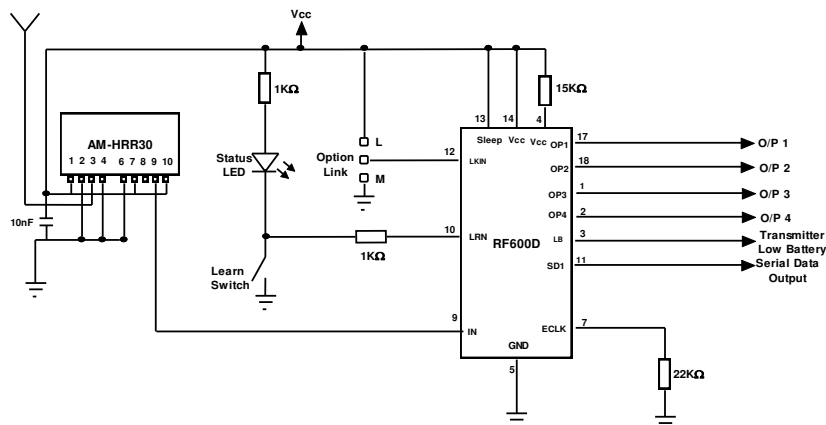 Vcc
1KΩ
15KΩ
AM-HRR30
1 2 3 4 6 7 8 9 10
10nF
Status
LED
Option
Link
L
M
Learn
Switch
1KΩ
13
14
4
Sleep Vcc Vcc
12
LKIN
10
LRN
9
IN
RF600D
GND
5
OP1
17
O/P 1
OP2
18
O/P 2
OP3
1
O/P 3
OP4
2
O/P 4
LB
3
Transmitter
Low Battery
SD1
11
Serial Data
Output
ECLK
7
22KΩ